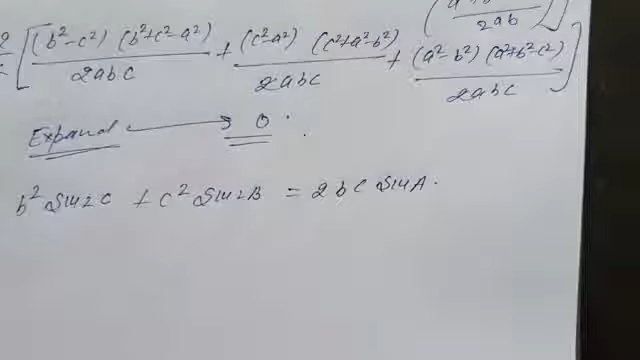 2ab
[ (b²-c²) (b²+c²-a²) / 2abc + (c²-a²) (c²+a²-b²) / 2abc + (a²-b²) (a²+b²-c²) / 2abc ]
Expand → 0
b² sin2C + c² sin2B = 2bc sinA.